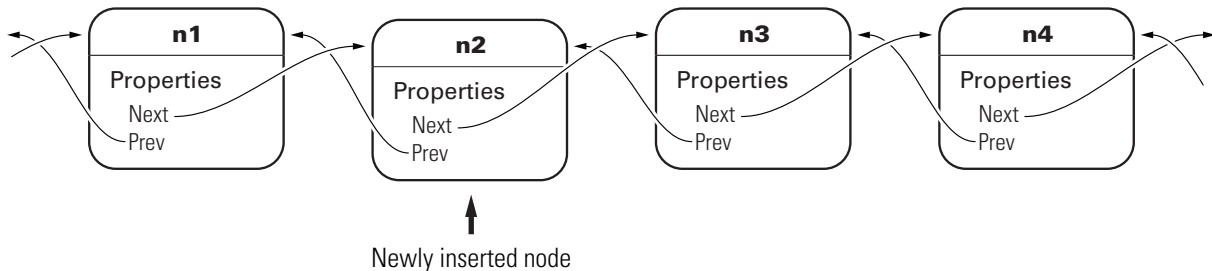 n1
Properties
Next
Prev
n2
Properties
Next
Prev
n3
Properties
Next
Prev
n4
Properties
Next
Prev
Newly inserted node